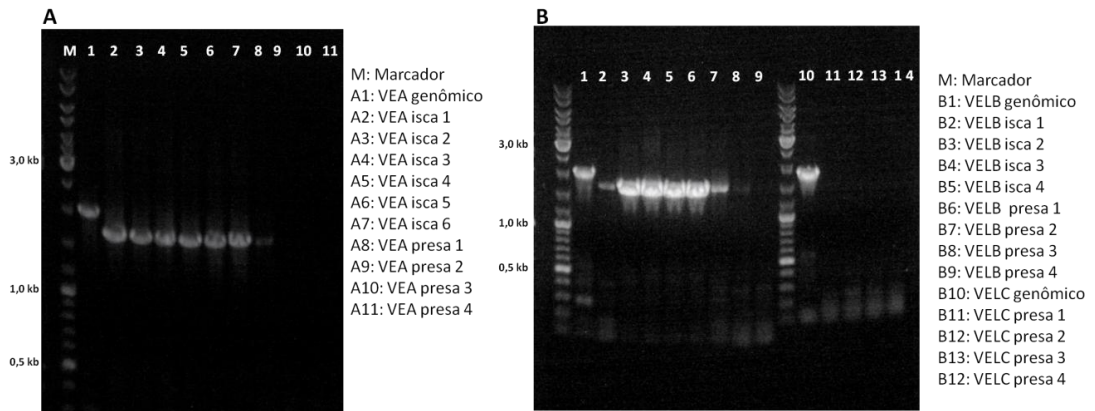 A
M 1 2 3 4 5 6 7 8 9 10 11
3,0 kb
1,0 kb
0,5 kb
M: Marcador
A1: VEA genômico
A2: VEA isca 1
A3: VEA isca 2
A4: VEA isca 3
A5: VEA isca 4
A6: VEA isca 5
A7: VEA isca 6
A8: VEA presa 1
A9: VEA presa 2
A10: VEA presa 3
A11: VEA presa 4
B
1 2 3 4 5 6 7 8 9 10 11 12 13 1 4
3,0 kb
1,0 kb
0,5 kb
M: Marcador
B1: VELB genômico
B2: VELB isca 1
B3: VELB isca 2
B4: VELB isca 3
B5: VELB isca 4
B6: VELB presa 1
B7: VELB presa 2
B8: VELB presa 3
B9: VELB presa 4
B10: VELC genômico
B11: VELC presa 1
B12: VELC presa 2
B13: VELC presa 3
B12: VELC presa 4